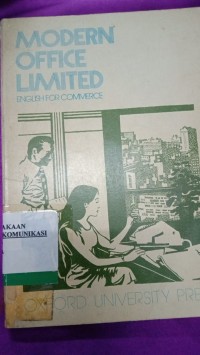 MODERN
OFFICE
LIMITED
ENGLISH FOR COMMERCE
AKAAN
KOMUNIKASI
OXFORD UNIVERSITY PRE